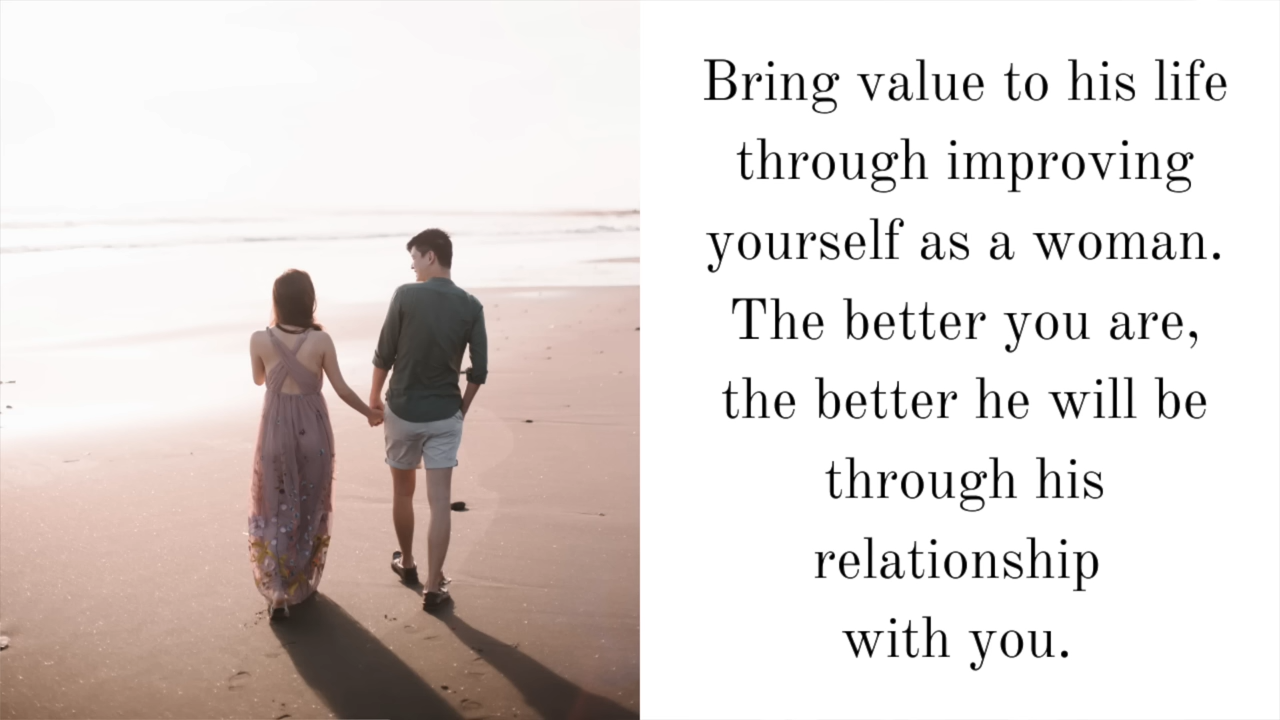 Bring value to his life
through improving
yourself as a woman.
The better you are,
the better he will be
through his
relationship
with you.